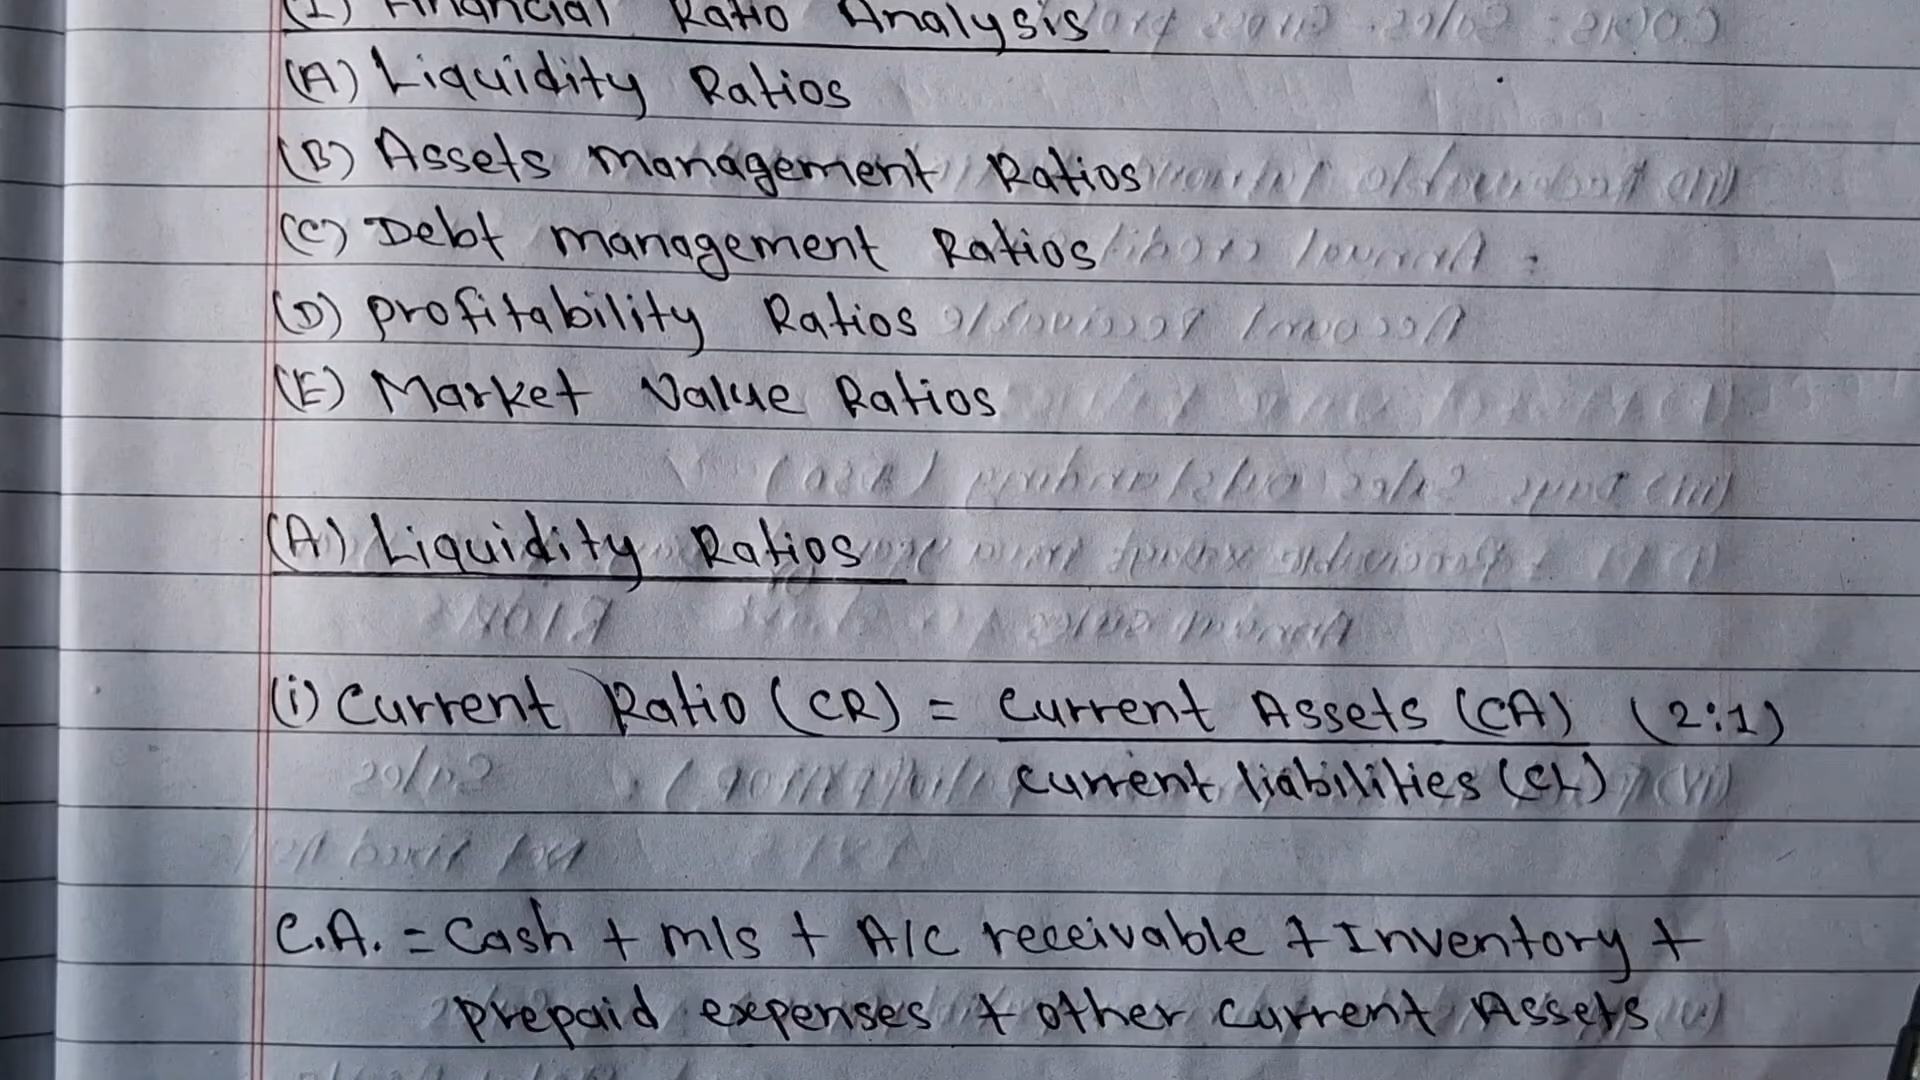 (I) Financial Ratio Analysis
(A) Liquidity Ratios
(B) Assets management Ratios
(C) Debt management Ratios
(D) profitability Ratios
(E) Market Value Ratios
(A) Liquidity Ratios
(i) Current Ratio (CR) = Current Assets (CA) (2:1)
Current liabilities (CL)
C.A. = Cash + m/s + A/C receivable + Inventory +
prepaid expenses + other current Assets